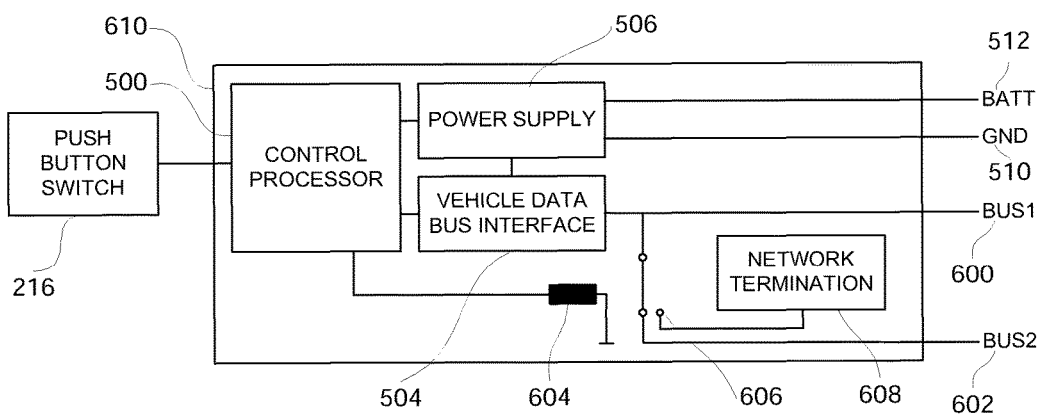 506
610
512
500
BATT
PUSH
BUTTON
SWITCH
CONTROL
PROCESSOR
POWER SUPPLY
GND
510
VEHICLE DATA
BUS INTERFACE
BUS1
NETWORK
TERMINATION
600
216
BUS2
504
604
606
608
602